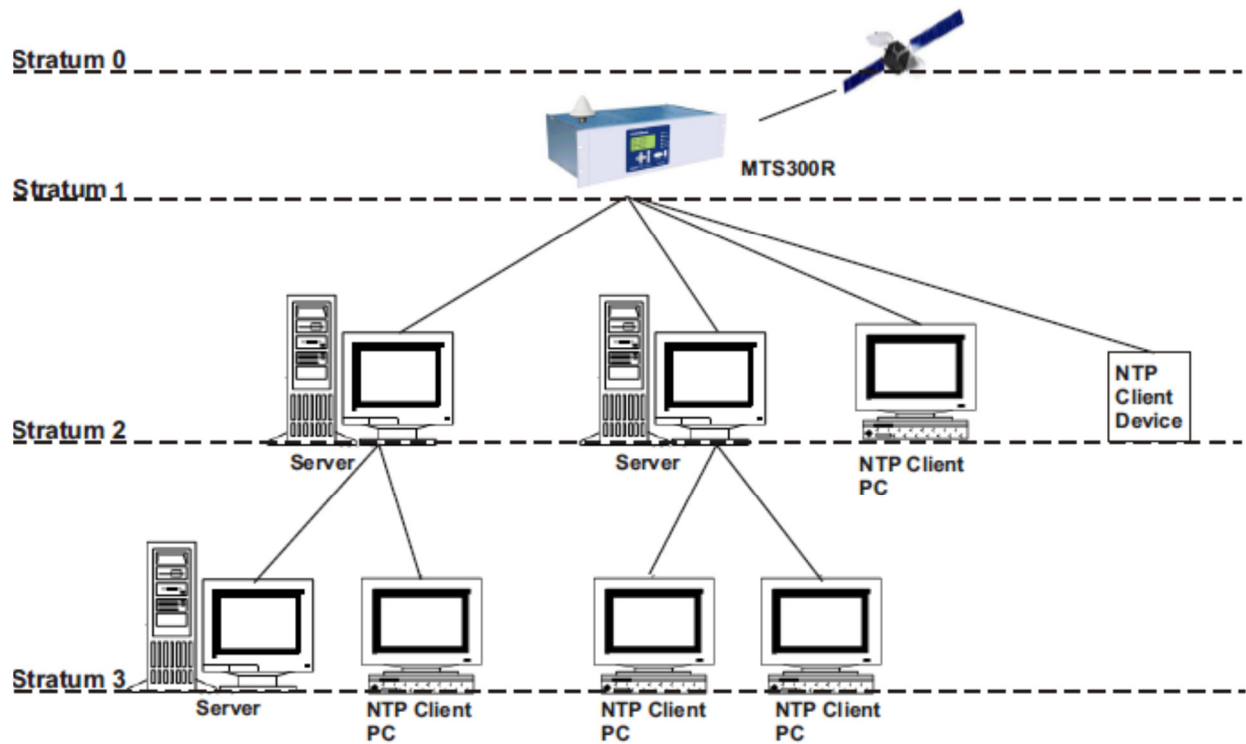 Stratum 0
MTS300R
Stratum 1
NTP
Client
Device
Stratum 2
Server
Server
NTP Client
PC
Stratum 3
Server
NTP Client
PC
NTP Client
PC
NTP Client
PC